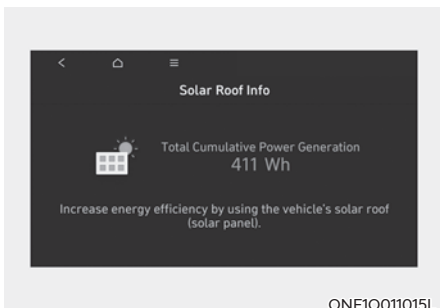 Solar Roof Info
Total Cumulative Power Generation
411 Wh
Increase energy efficiency by using the vehicle's solar roof
(solar panel).
ONE1Q011015L